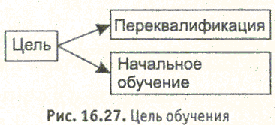 Переквалификация
Цель
Начальное
обучение
Рис. 16.27. Цель обучения